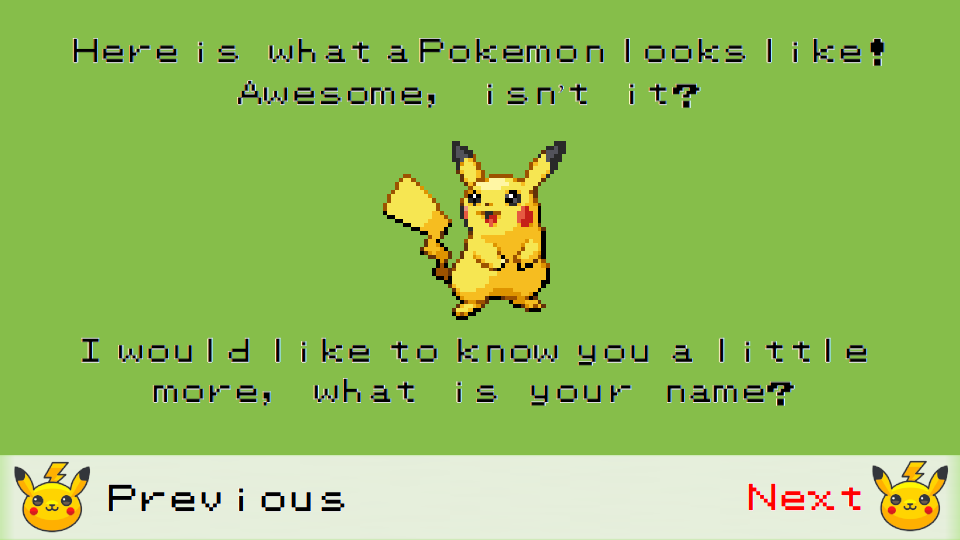 Here is what a Pokemon looks like!
Awesome, isn't it?
I would like to know you a little
more, what is your name?
Previous
Next